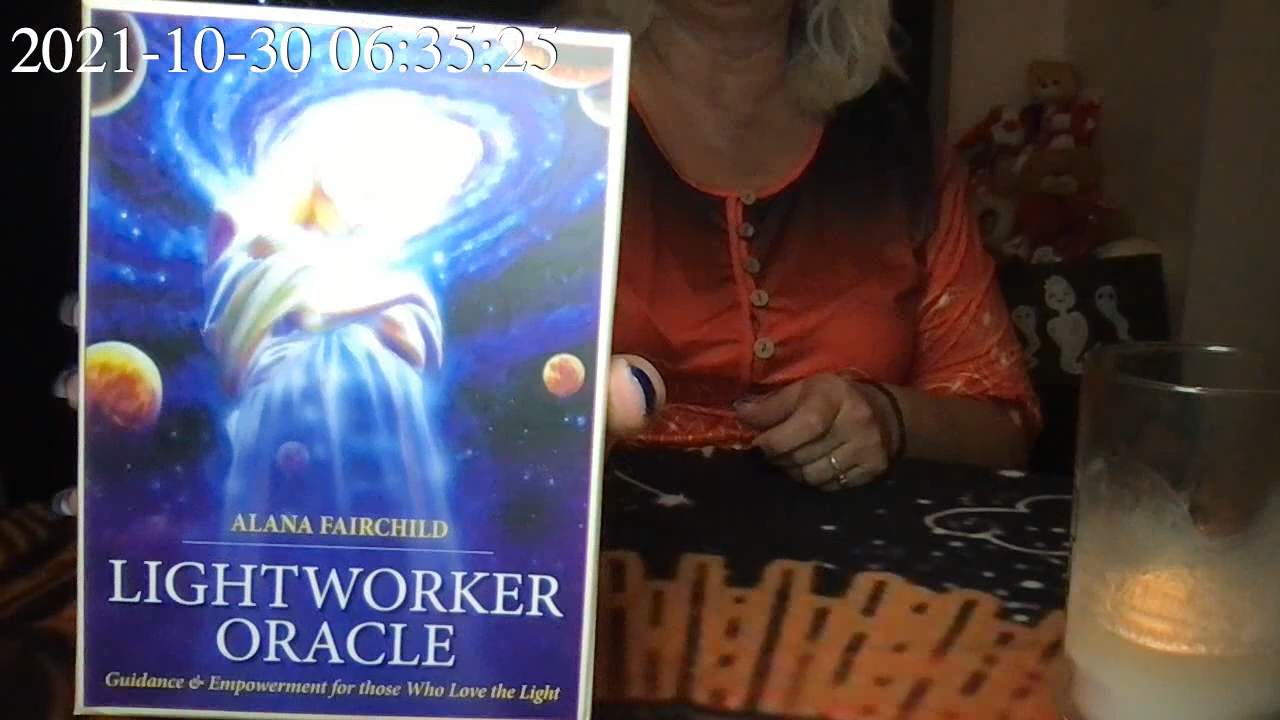 2021-10-30 06:35:25
ALANA FAIRCHILD
LIGHTWORKER
ORACLE
Guidance & Empowerment for those Who Love the Light